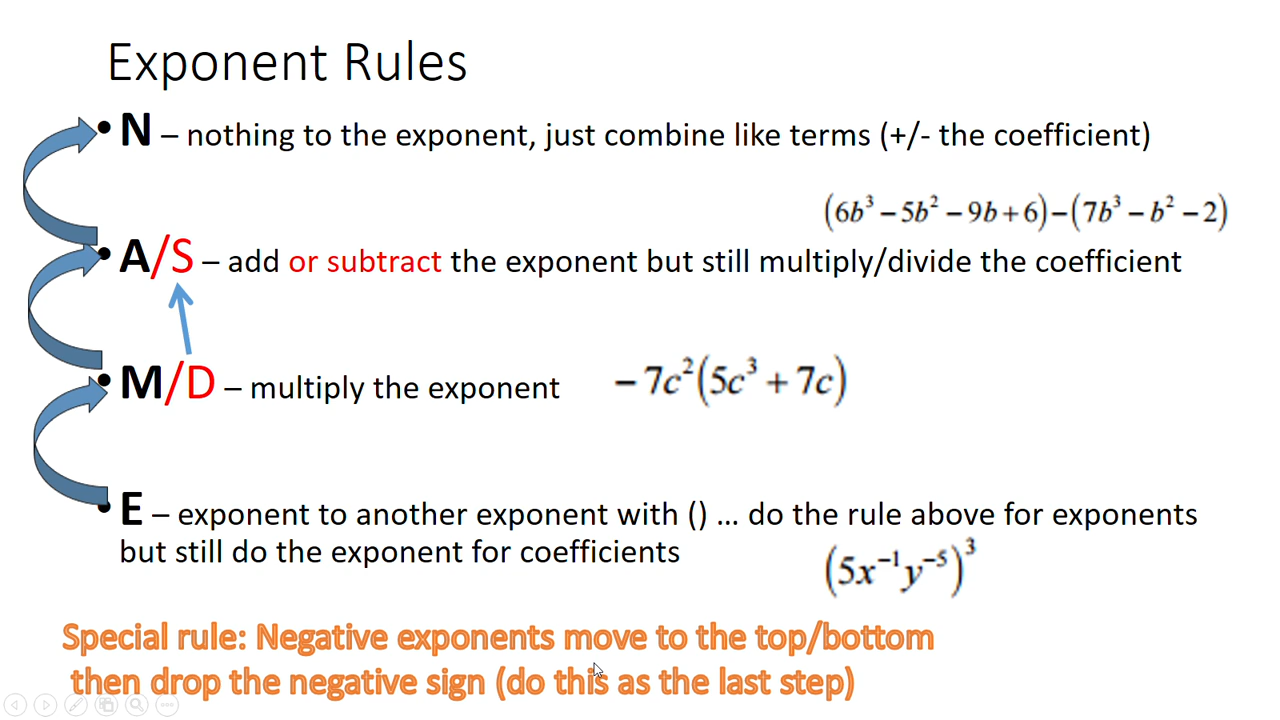 Exponent Rules
• N – nothing to the exponent, just combine like terms (+/- the coefficient)
(6b³ – 5b² – 9b + 6) – (7b³ – b² – 2)
• A/S – add or subtract the exponent but still multiply/divide the coefficient
• M/D – multiply the exponent
– 7c²(5c³ + 7c)
• E – exponent to another exponent with () … do the rule above for exponents
but still do the exponent for coefficients
(5x⁻¹y⁻⁵)³
Special rule: Negative exponents move to the top/bottom
then drop the negative sign (do this as the last step)